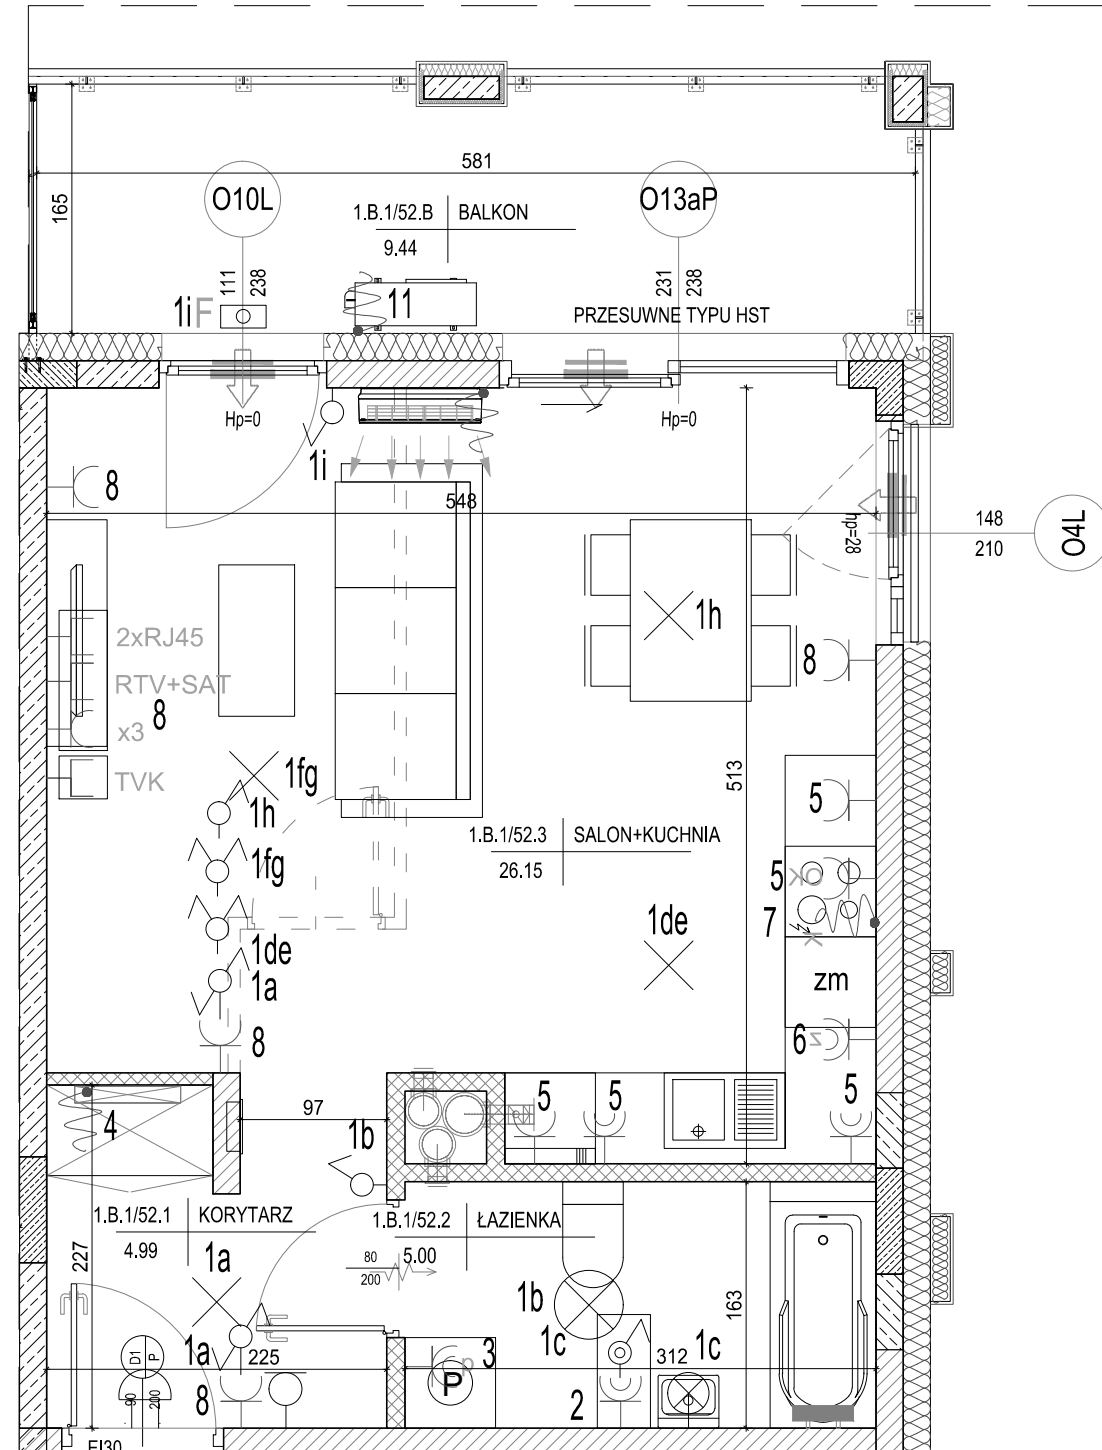 581
165
O10L
O13aP
1.B.1/52.B BALKON
9.44
111
238
231
238
1iF
11
PRZESUWNE TYPU HST
Hp=0
Hp=0
1i
8
548
hp=28
148
210
O4L
1h
2xRJ45
8
RTV+SAT
8
x3
TVK
1fg
513
5
1h
1.B.1/52.3 SALON+KUCHNIA
26.15
1fg
5
OK
7
K
1de
1de
1a
zm
8
6
z
5
5
5
4
97
1b
1.B.1/52.1 KORYTARZ
4.99
1.B.1/52.2 ŁAZIENKA
5.00
227
1a
80
200
163
1b
1c
1c
1a
225
3
p
P
312
D1
P
90
200
8
2
EI30